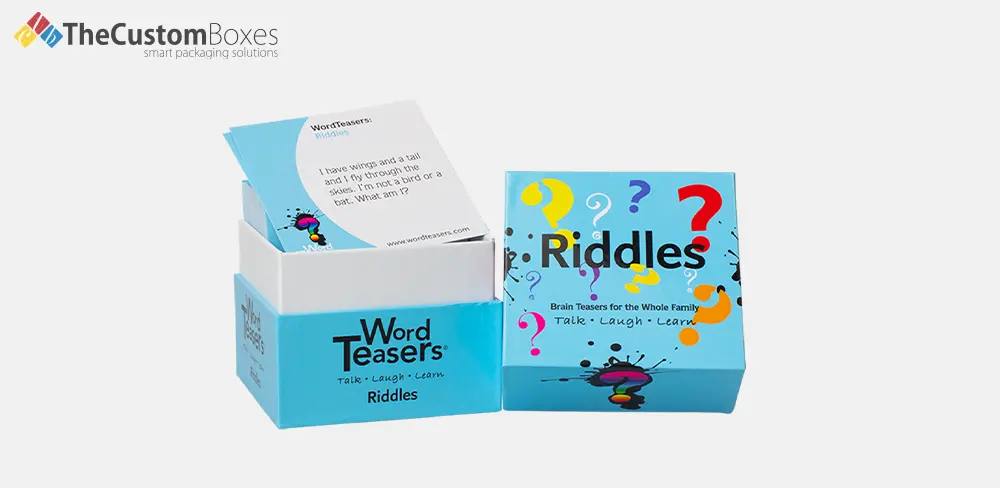 TheCustomBoxes
smart packaging solutions
WordTeasers:
Riddles
I have wings and a tail
and I fly through the
skies. I'm not a bird or a
bat. What am I?
www.wordteasers.com
Word
Word
Teasers
Riddles
Word
Teasers®
Talk • Laugh • Learn
Riddles
Riddles
Brain Teasers for the Whole Family
Talk • Laugh • Learn